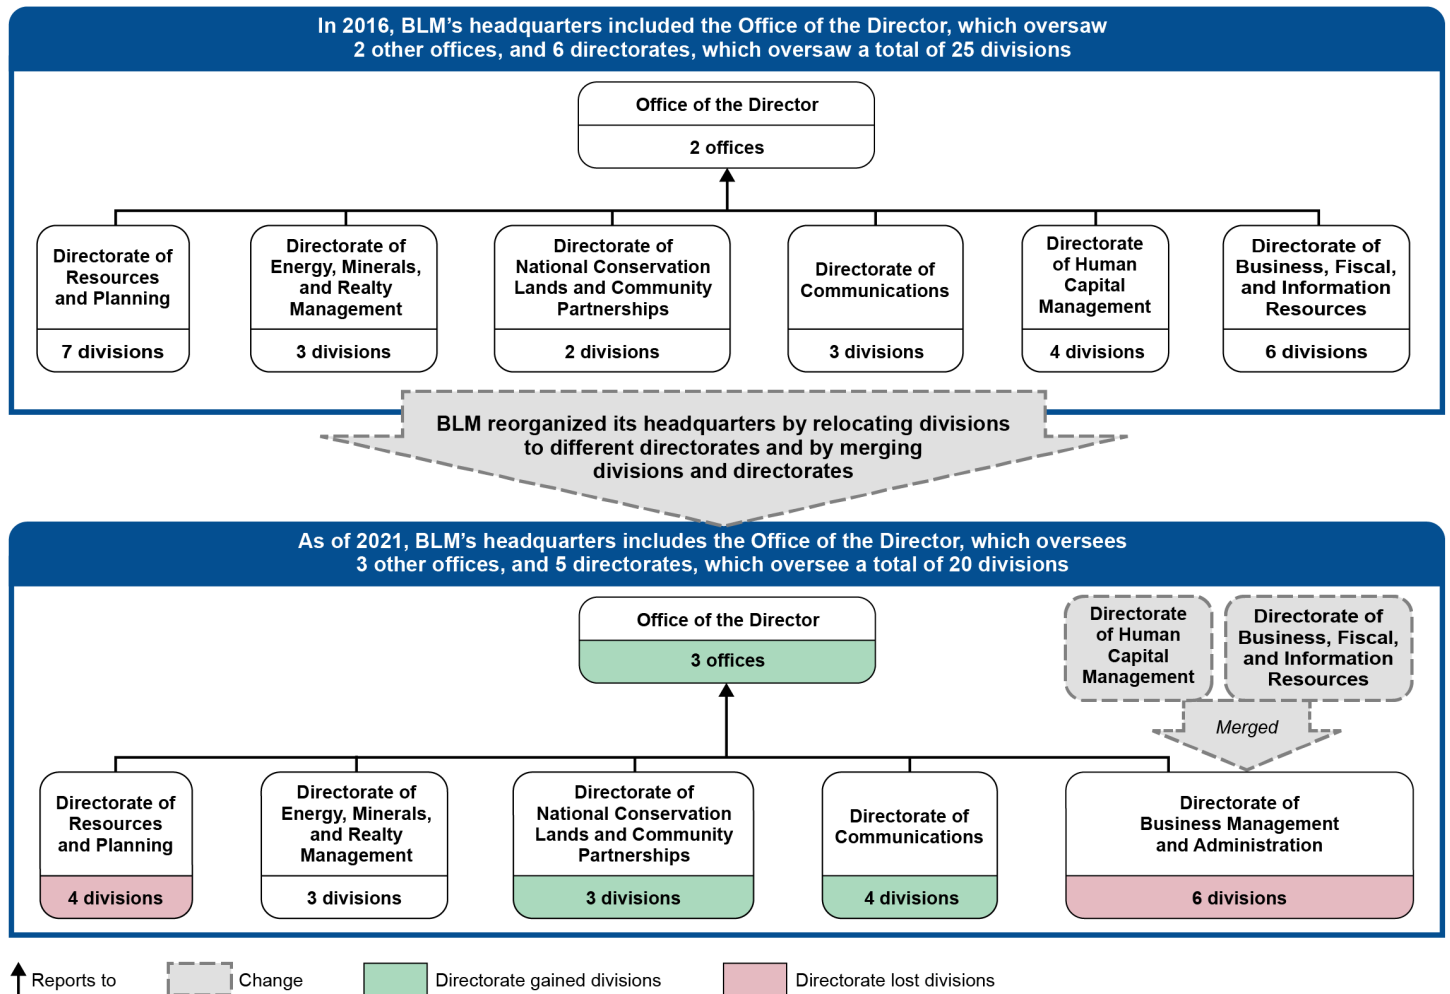 In 2016, BLM’s headquarters included the Office of the Director, which oversaw
2 other offices, and 6 directorates, which oversaw a total of 25 divisions
Office of the Director
2 offices
Directorate of
Resources
and Planning
7 divisions
Directorate of
Energy, Minerals,
and Realty
Management
3 divisions
Directorate of
National Conservation
Lands and Community
Partnerships
2 divisions
Directorate of
Communications
3 divisions
Directorate
of Human
Capital
Management
4 divisions
Directorate of
Business, Fiscal,
and Information
Resources
6 divisions
BLM reorganized its headquarters by relocating divisions
to different directorates and by merging
divisions and directorates
As of 2021, BLM’s headquarters includes the Office of the Director, which oversees
3 other offices, and 5 directorates, which oversee a total of 20 divisions
Office of the Director
3 offices
Directorate
of Human
Capital
Management
Directorate of
Business, Fiscal,
and Information
Resources
Merged
Directorate of
Resources
and Planning
4 divisions
Directorate of
Energy, Minerals,
and Realty
Management
3 divisions
Directorate of
National Conservation
Lands and Community
Partnerships
3 divisions
Directorate of
Communications
4 divisions
Directorate of
Business Management
and Administration
6 divisions
Reports to
Change
Directorate gained divisions
Directorate lost divisions